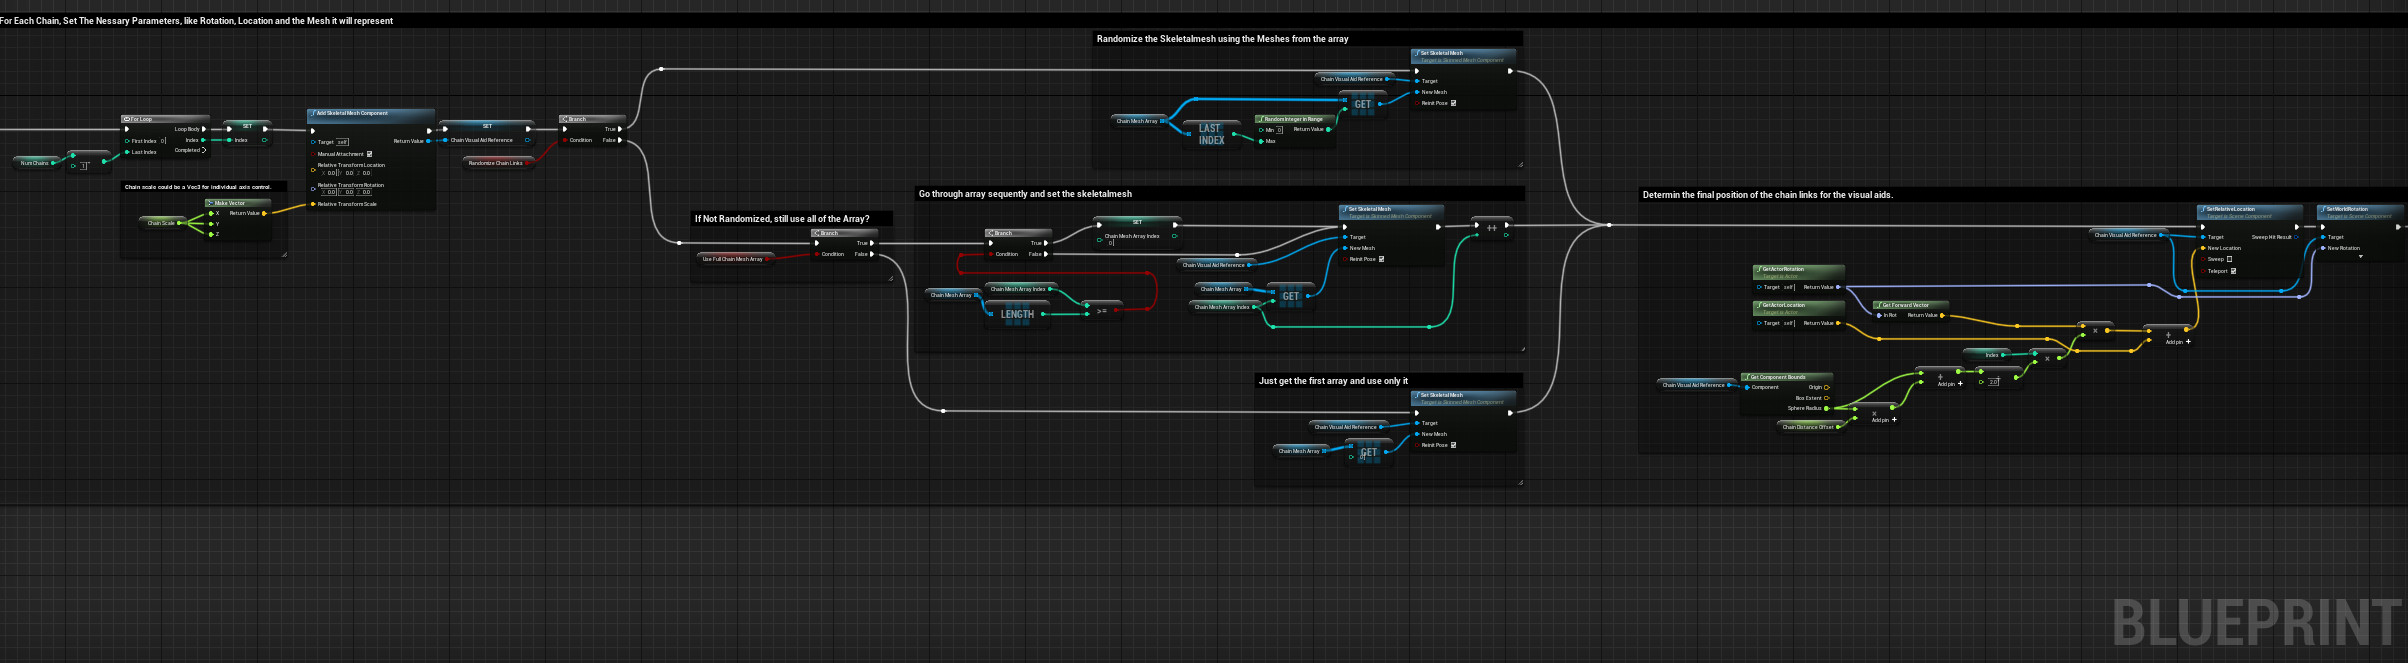 For Each Chain, Set The Nessary Parameters, like Rotation, Location and the Mesh it will represent
For Loop
Loop Body
First Index 0
Index
Last Index
Completed
Num Chains
SET
Index
Chain scale could be a Vec3 for individual axis control.
Make Vector
Chain Scale
X
Return Value
Y
Z
Add Skeletal Mesh Component
Target self
Return Value
Manual Attachment
Relative Transform Location
X 0.0 Y 0.0 Z 0.0
Relative Transform Rotation
X 0.0 Y 0.0 Z 0.0
Relative Transform Scale
SET
Chain Visual Aid Reference
Randomize Chain Links
Branch
True
Condition
False
Randomize the Skeletalmesh using the Meshes from the array
Set Skeletal Mesh
Target is Skinned Mesh Component
Chain Visual Aid Reference
Target
New Mesh
Reinit Pose
GET
Chain Mesh Array
LAST INDEX
Random Integer in Range
Min 0
Return Value
Max
If Not Randomized, still use all of the Array?
Branch
True
Condition
False
Use Full Chain Mesh Array
Go through array sequently and set the skeletalmesh
Branch
True
Condition
False
SET
Chain Mesh Array Index
0
Chain Mesh Array
Chain Mesh Array Index
LENGTH
>=
Set Skeletal Mesh
Target is Skinned Mesh Component
Target
New Mesh
Reinit Pose
Chain Visual Aid Reference
Chain Mesh Array
Chain Mesh Array Index
GET
++
Just get the first array and use only it
Set Skeletal Mesh
Target is Skinned Mesh Component
Target
New Mesh
Reinit Pose
Chain Visual Aid Reference
Chain Mesh Array
GET
Determin the final position of the chain links for the visual aids.
SetRelativeLocation
Target is Scene Component
Target
Sweep Hit Result
New Location
Sweep
Teleport
SetWorldRotation
Target is Scene Component
Target
New Rotation
Chain Visual Aid Reference
GetActorRotation
Target is Actor
Target self
Return Value
GetActorLocation
Target is Actor
Target self
Return Value
Get Forward Vector
In Rot
Return Value
×
+
Add pin +
Index
×
Chain Visual Aid Reference
Get Component Bounds
Component
Origin
Box Extent
Sphere Radius
Chain Distance Offset
×
Add pin +
+
Add pin +
2.0
BLUEPRINT